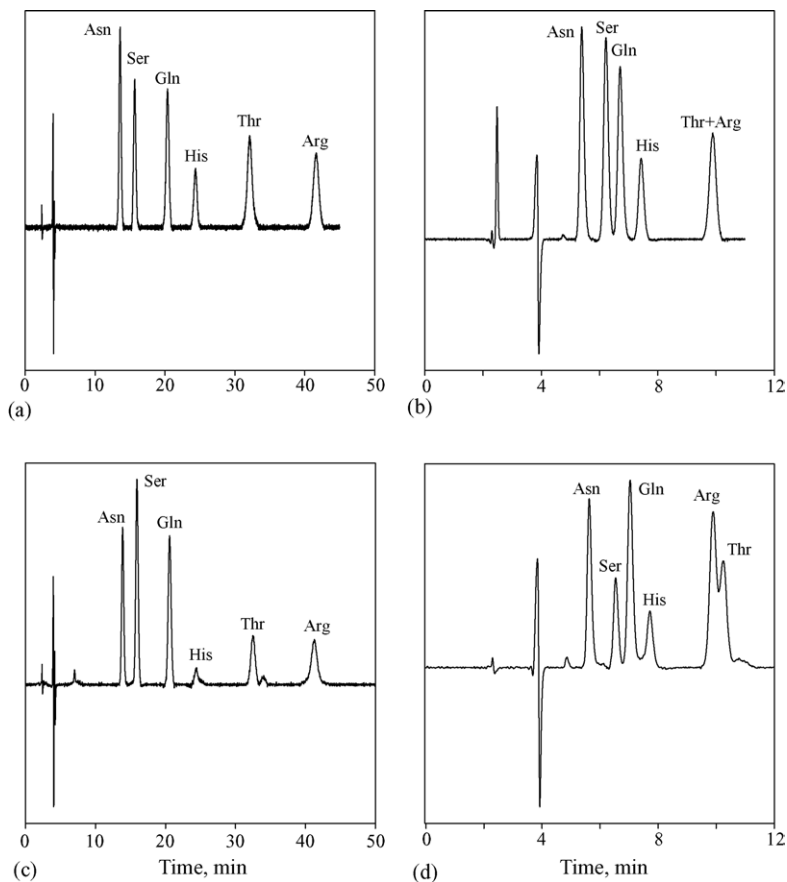 Asn
Ser
Gln
His
Thr
Arg
0 10 20 30 40 50
(a)
Asn
Ser
Gln
His
Thr+Arg
0 4 8 12
(b)
Ser
Asn
Gln
His
Thr
Arg
0 10 20 30 40 50
Time, min
(c)
Asn
Gln
Ser
His
Arg
Thr
0 4 8 12
Time, min
(d)